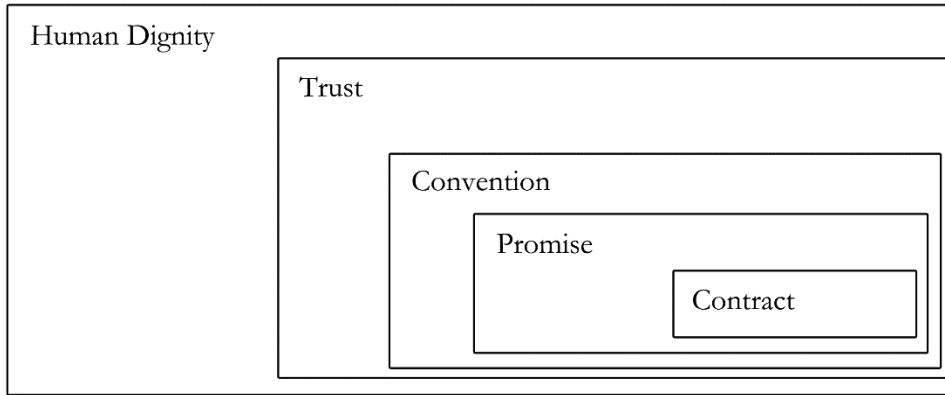 Human Dignity
Trust
Convention
Promise
Contract